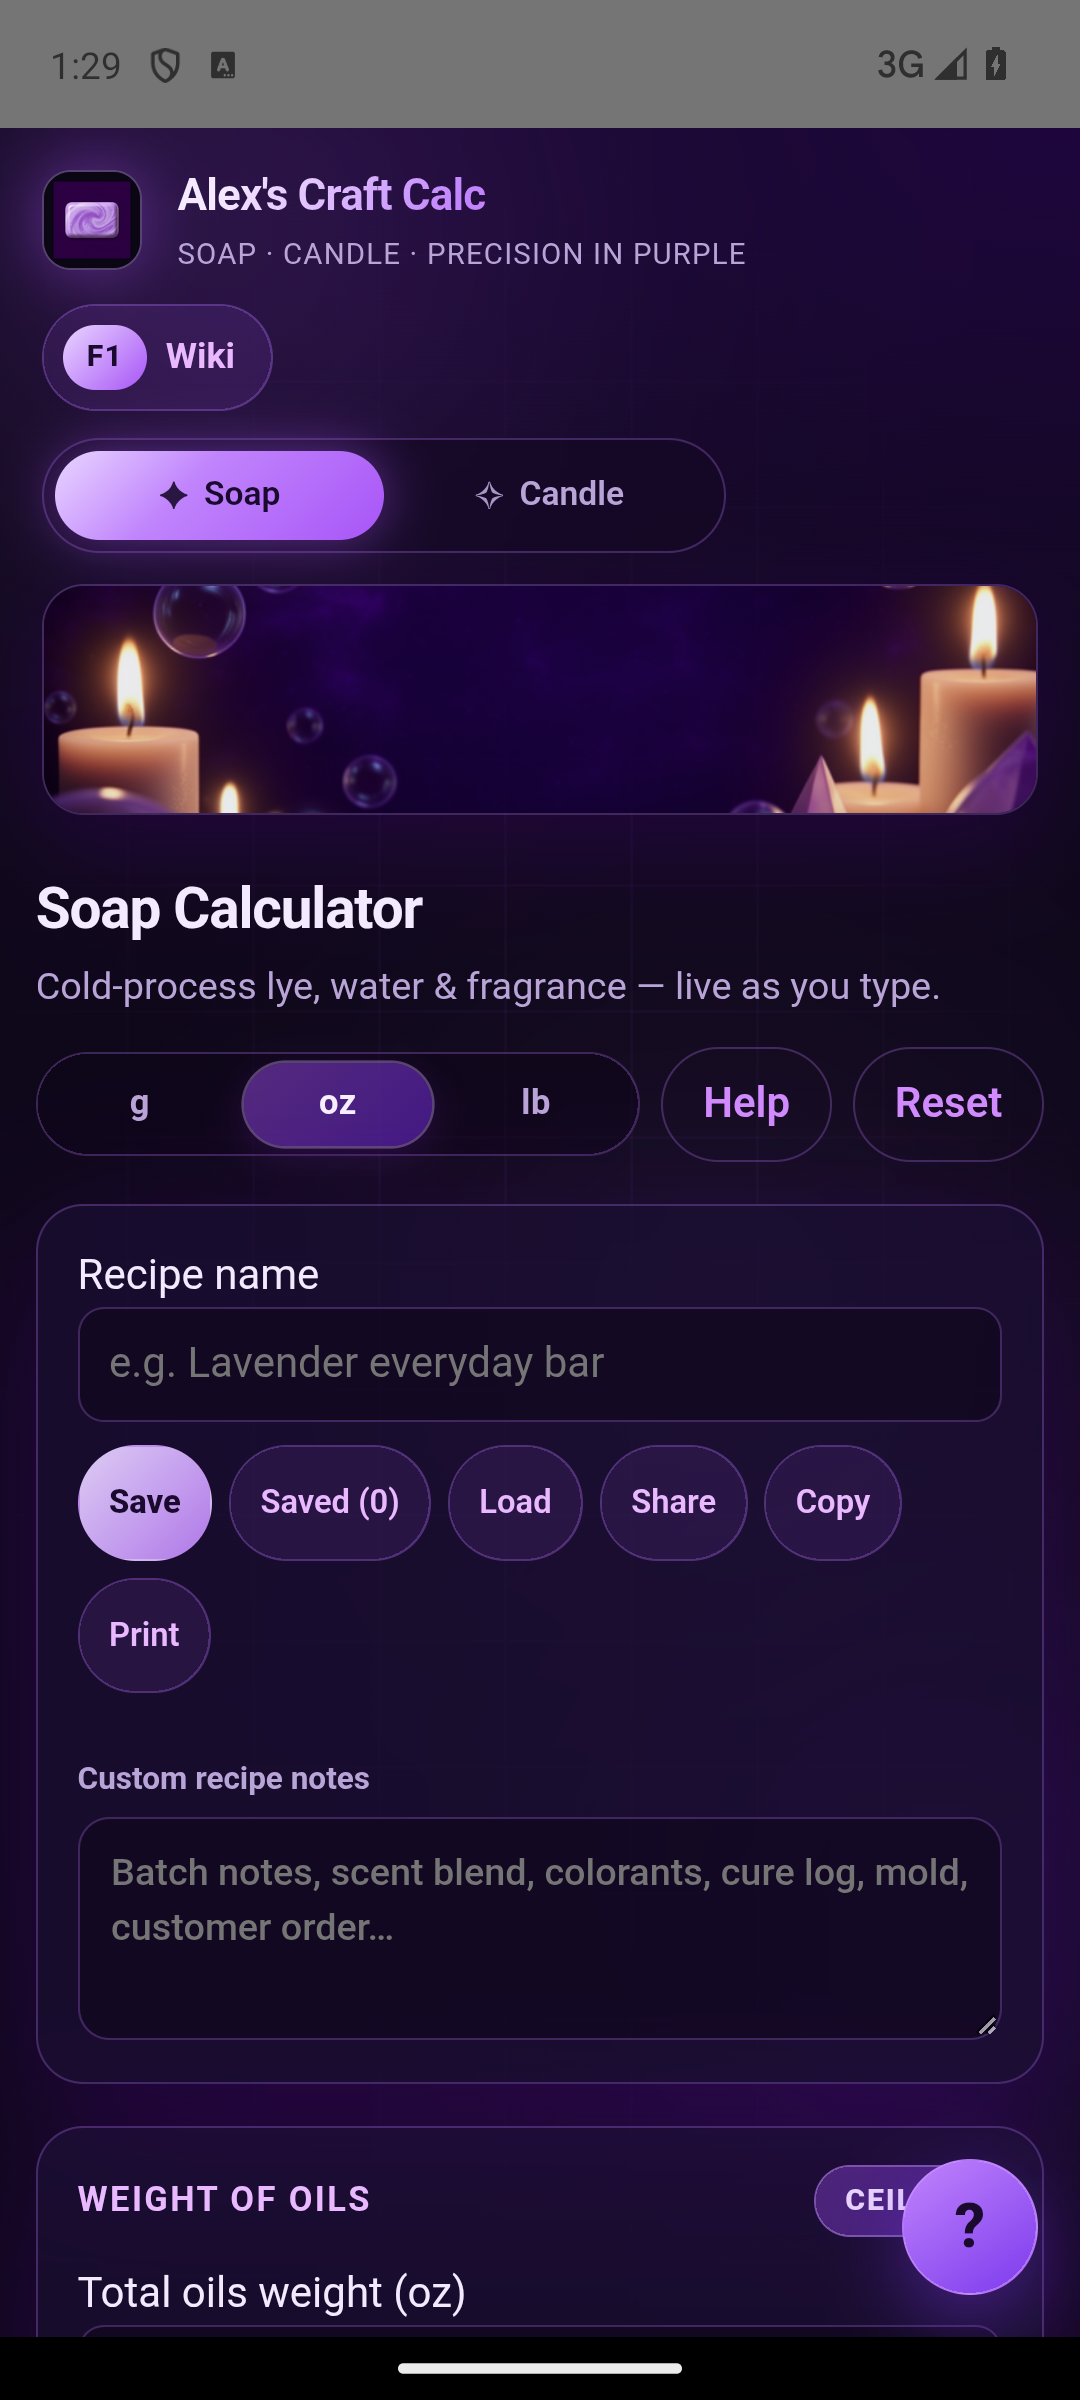 1:29
3G
Alex's Craft Calc
SOAP · CANDLE · PRECISION IN PURPLE
F1 Wiki
Soap Candle
Soap Calculator
Cold-process lye, water & fragrance — live as you type.
g oz lb Help Reset
Recipe name
e.g. Lavender everyday bar
Save Saved (0) Load Share Copy
Print
Custom recipe notes
Batch notes, scent blend, colorants, cure log, mold,
customer order…
WEIGHT OF OILS
?
Total oils weight (oz)